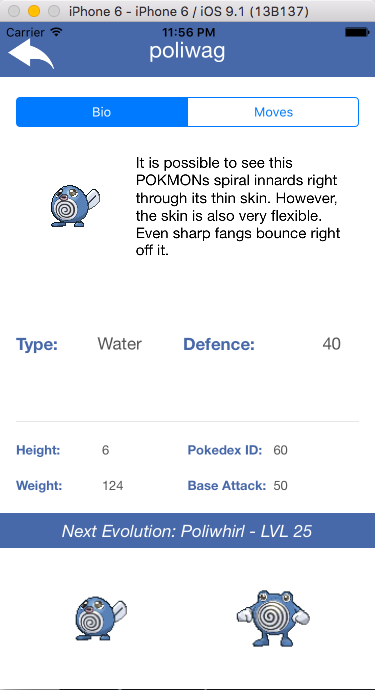 iPhone 6 - iPhone 6 / iOS 9.1 (13B137)
Carrier 11:56 PM
poliwag
Bio Moves
It is possible to see this
POKMONs spiral innards right
through its thin skin. However,
the skin is also very flexible.
Even sharp fangs bounce right
off it.
Type: Water Defence: 40
Height: 6 Pokedex ID: 60
Weight: 124 Base Attack: 50
Next Evolution: Poliwhirl - LVL 25